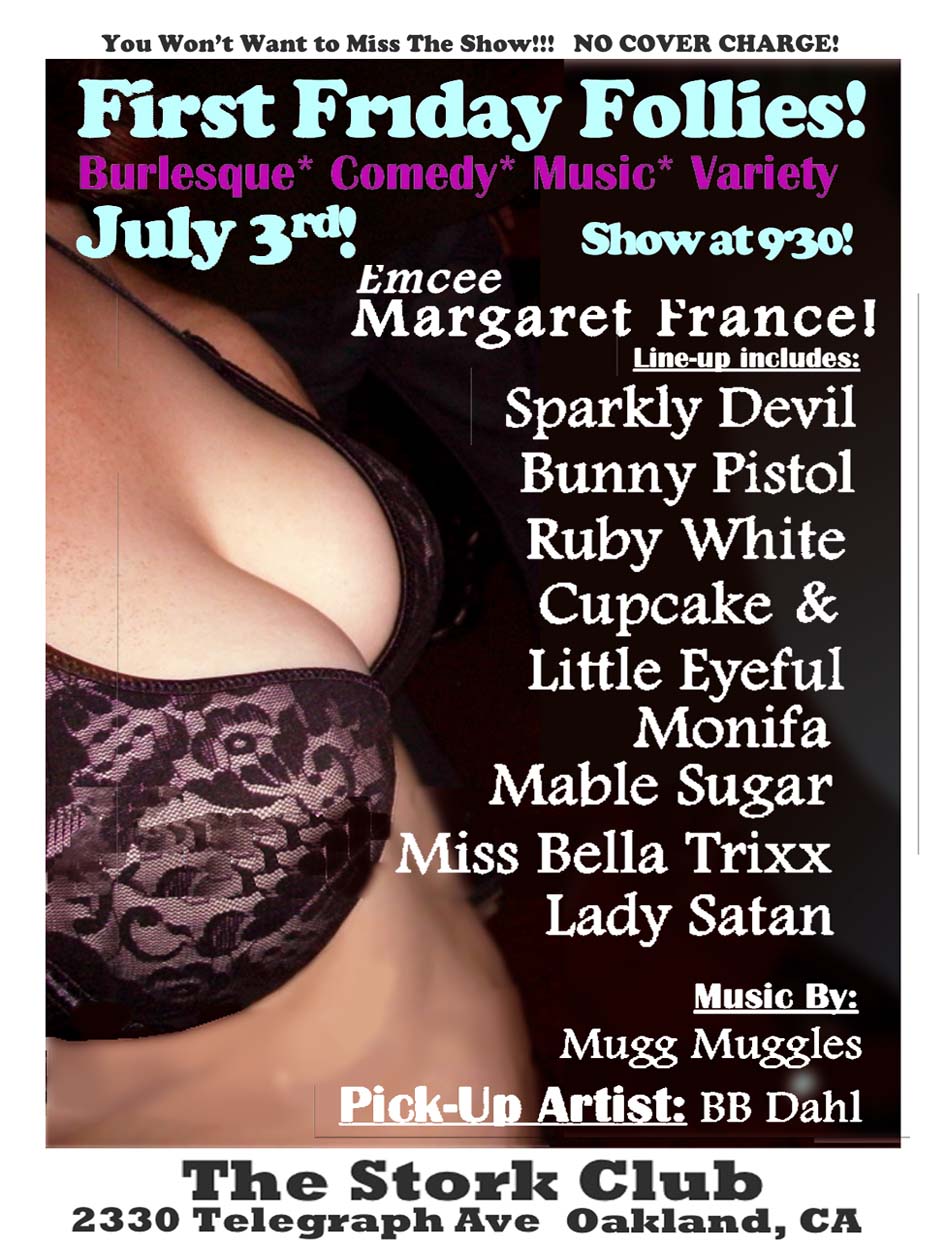 You Won't Want to Miss The Show!!! NO COVER CHARGE!
First Friday Follies!
Burlesque* Comedy* Music* Variety
July 3rd! Show at 9:30!
Emcee
Margaret France!
Line-up includes:
Sparkly Devil
Bunny Pistol
Ruby White
Cupcake &
Little Eyeful
Monifa
Mable Sugar
Miss Bella Trixx
Lady Satan
Music By:
Mugg Muggles
Pick-Up Artist: BB Dahl
The Stork Club
2330 Telegraph Ave Oakland, CA